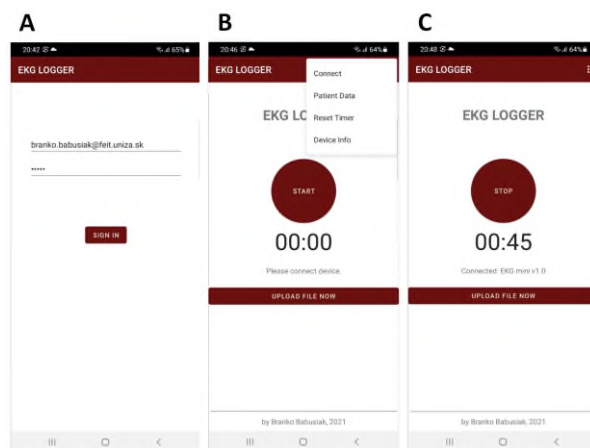 A
20:42 65%
EKG LOGGER
branko.babusiak@feit.uniza.sk
•••••
SIGN IN
B
20:46 64%
EKG LOGGER
Connect
Patient Data
Reset Timer
Device Info
EKG LO
START
00:00
Please connect device.
UPLOAD FILE NOW
by Branko Babusiak, 2021
C
20:48 64%
EKG LOGGER
EKG LOGGER
STOP
00:45
Connected: EKG mini v1.0
UPLOAD FILE NOW
by Branko Babusiak, 2021